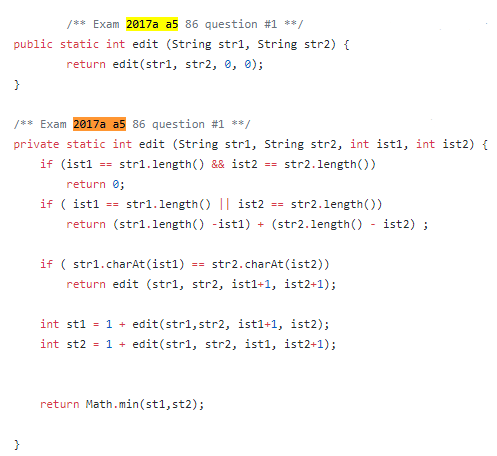 /** Exam 2017a a5 86 question #1 **/
public static int edit (String str1, String str2) {
return edit(str1, str2, 0, 0);
}
/** Exam 2017a a5 86 question #1 **/
private static int edit (String str1, String str2, int ist1, int ist2) {
if (ist1 == str1.length() && ist2 == str2.length())
return 0;
if ( ist1 == str1.length() || ist2 == str2.length())
return (str1.length() -ist1) + (str2.length() - ist2) ;
if ( str1.charAt(ist1) == str2.charAt(ist2))
return edit (str1, str2, ist1+1, ist2+1);
int st1 = 1 + edit(str1,str2, ist1+1, ist2);
int st2 = 1 + edit(str1, str2, ist1, ist2+1);
return Math.min(st1,st2);
}